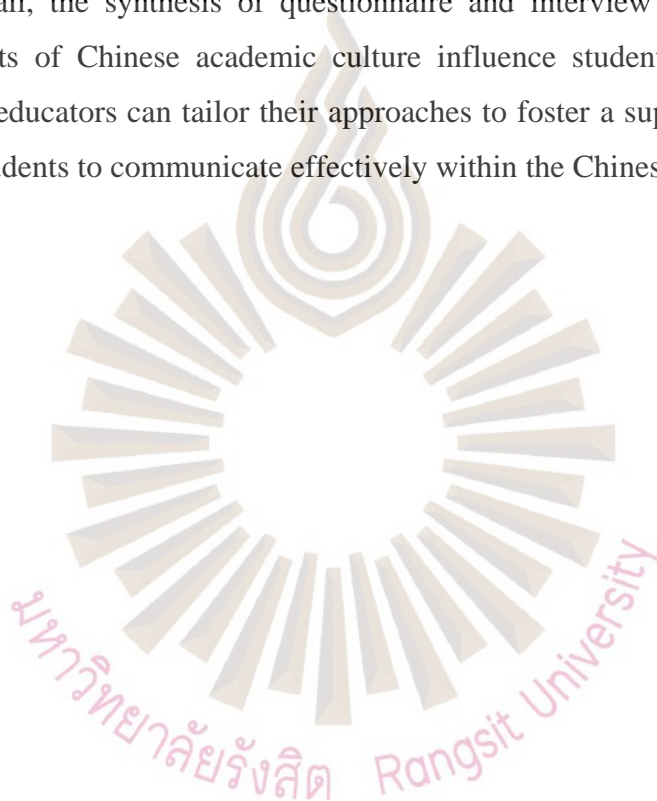 the synthesis of questionnaire and interview
of Chinese academic culture influence
educators can tailor their approaches to foster a
to communicate effectively within the
มหาวิทยาลัยรังสิต Rangsit University